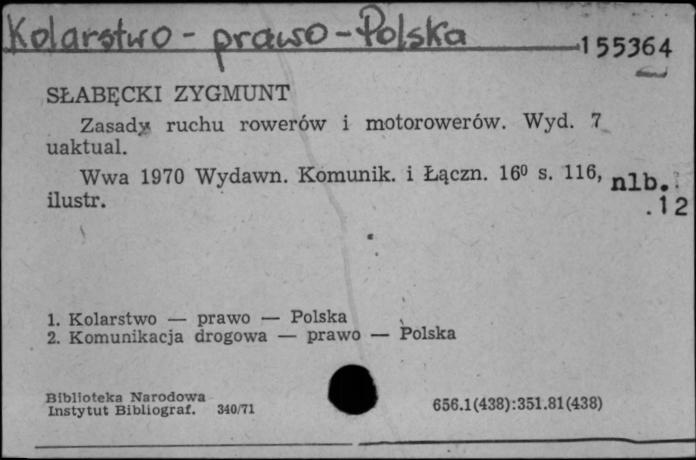 Kolarstwo - prawo - Polska
155364
SŁABĘCKI ZYGMUNT
Zasady ruchu rowerów i motorowerów. Wyd. 7
uaktual.
Wwa 1970 Wydawn. Komunik. i Łączn. 16⁰ s. 116, nlb.
ilustr. .12
1. Kolarstwo — prawo — Polska
2. Komunikacja drogowa — prawo — Polska
Biblioteka Narodowa
Instytut Bibliograf. 340/71 656.1(438):351.81(438)